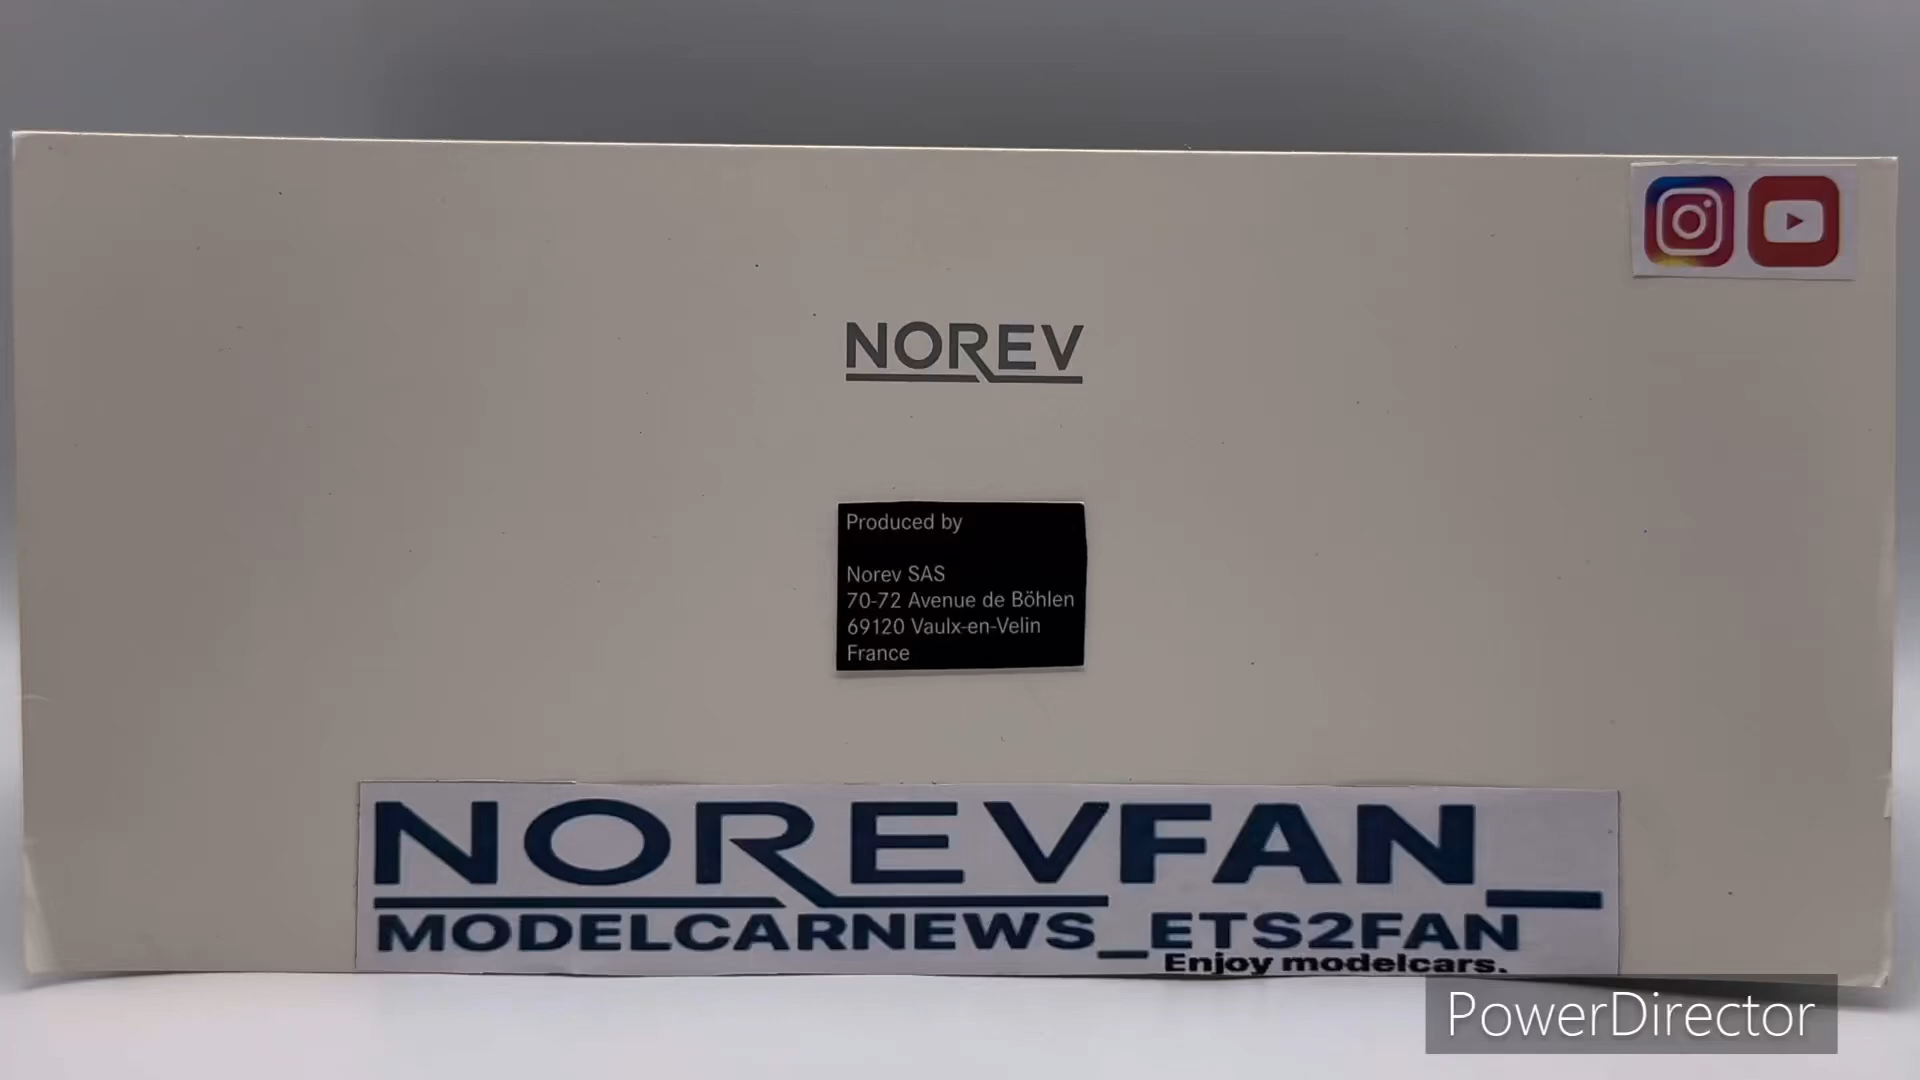 NOREV
Produced by
Norev SAS
70-72 Avenue de Böhlen
69120 Vaulx-en-Velin
France
NOREVFAN_
MODELCARNEWS_ETS2FAN
Enjoy modelcars.
PowerDirector